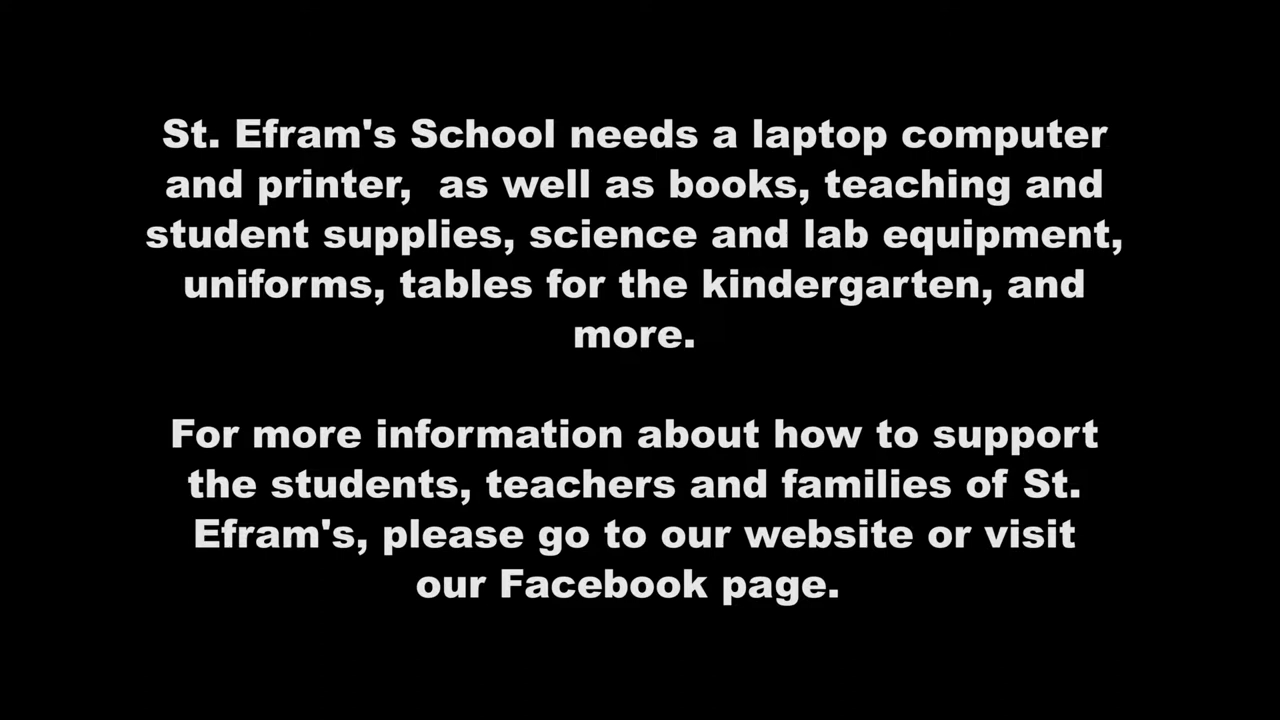 St. Efram's School needs a laptop computer
and printer,  as well as books, teaching and
student supplies, science and lab equipment,
uniforms, tables for the kindergarten, and
more.
For more information about how to support
the students, teachers and families of St.
Efram's, please go to our website or visit
our Facebook page.